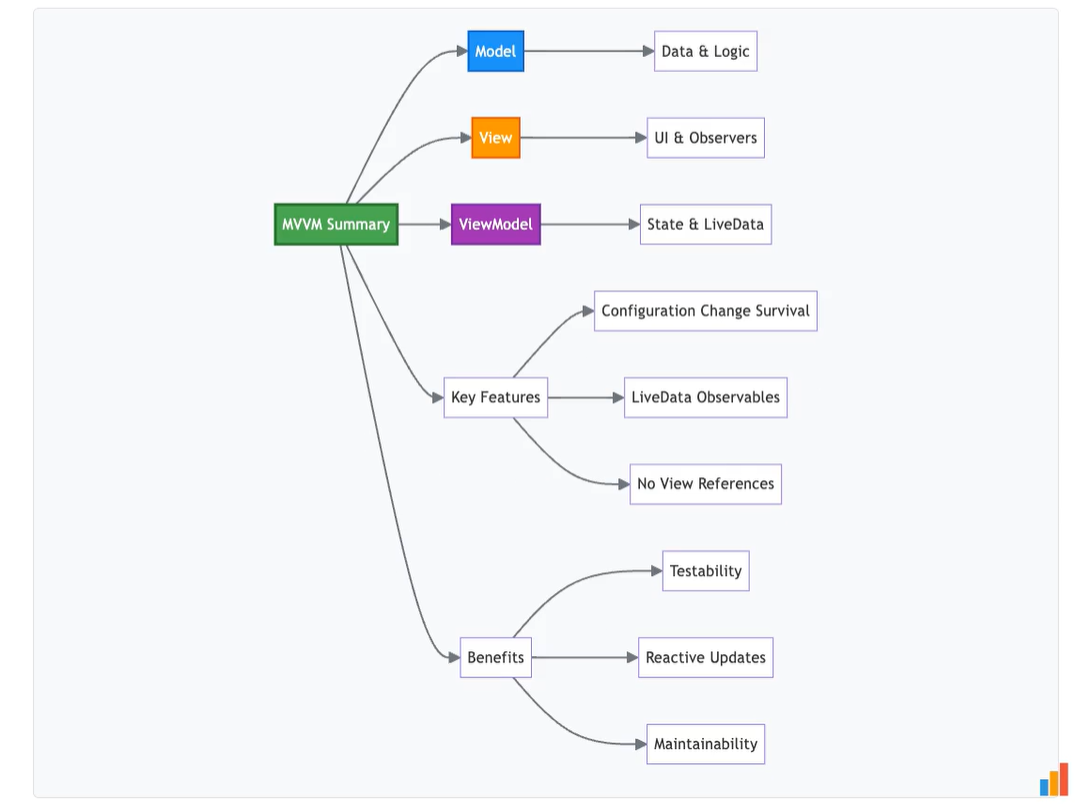 Model
Data & Logic
View
UI & Observers
MVVM Summary
ViewModel
State & LiveData
Configuration Change Survival
Key Features
LiveData Observables
No View References
Testability
Benefits
Reactive Updates
Maintainability